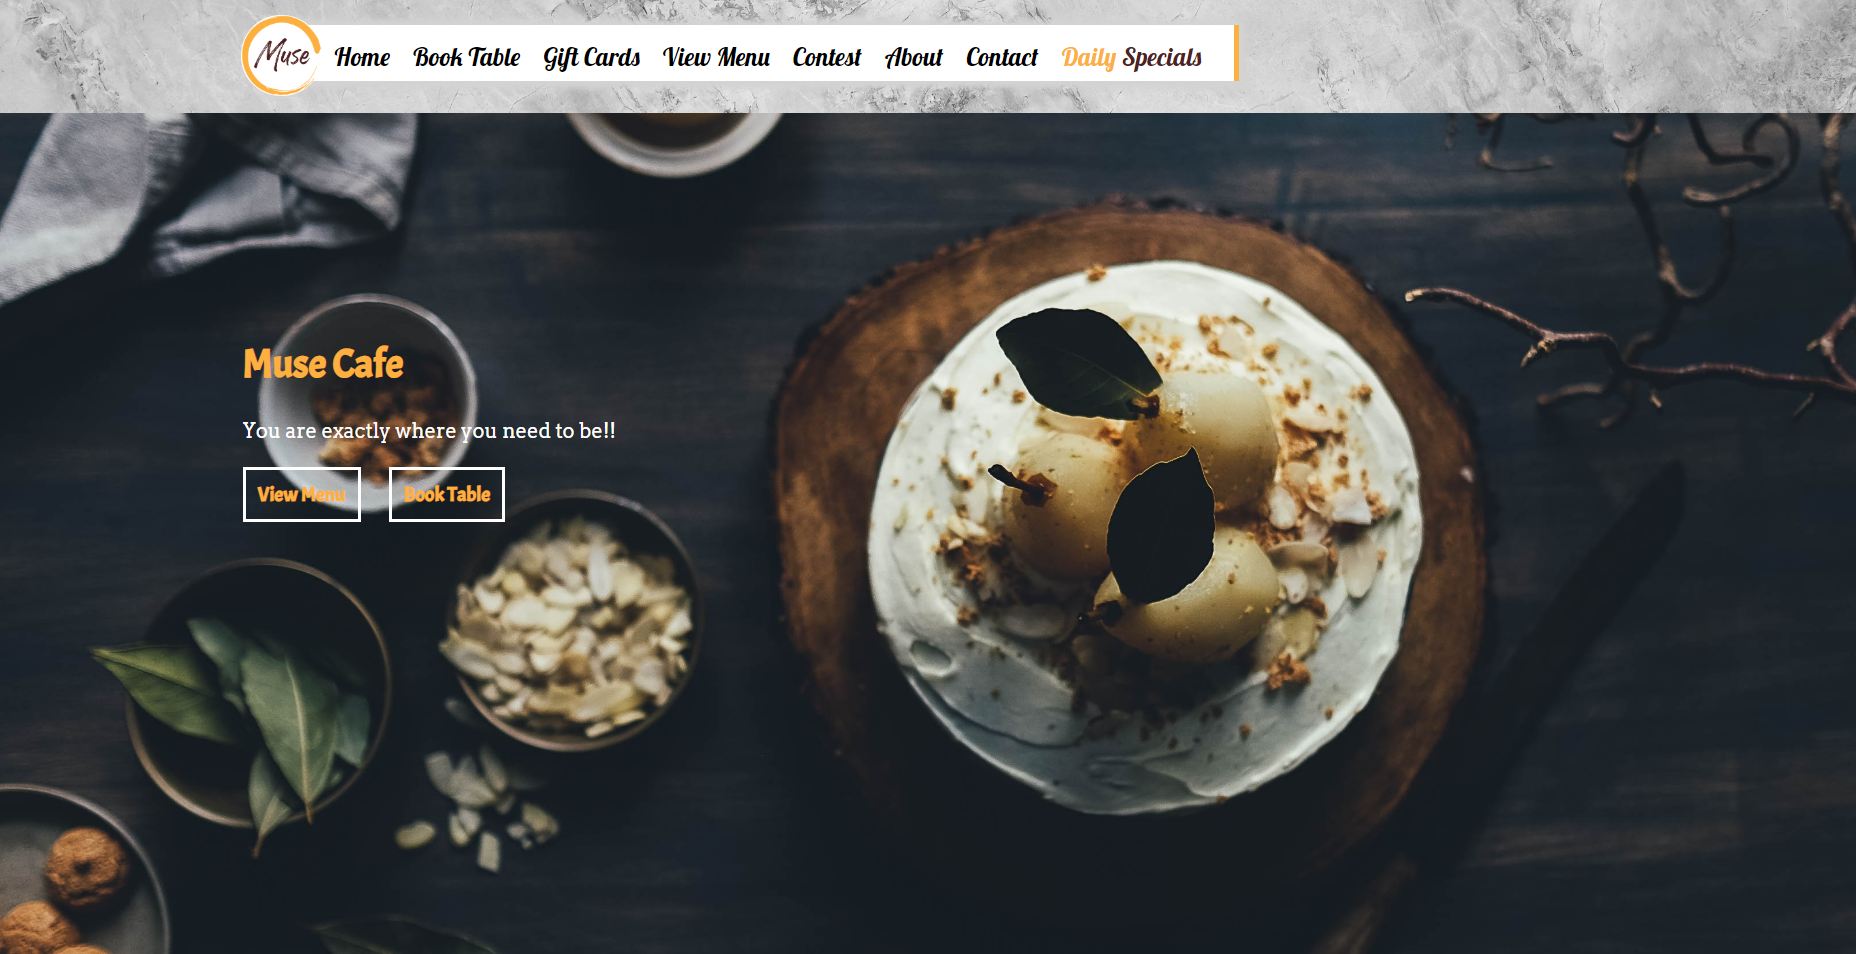 Muse
Home Book Table Gift Cards View Menu Contest About Contact Daily Specials
Muse Cafe
You are exactly where you need to be!!
View Menu
Book Table